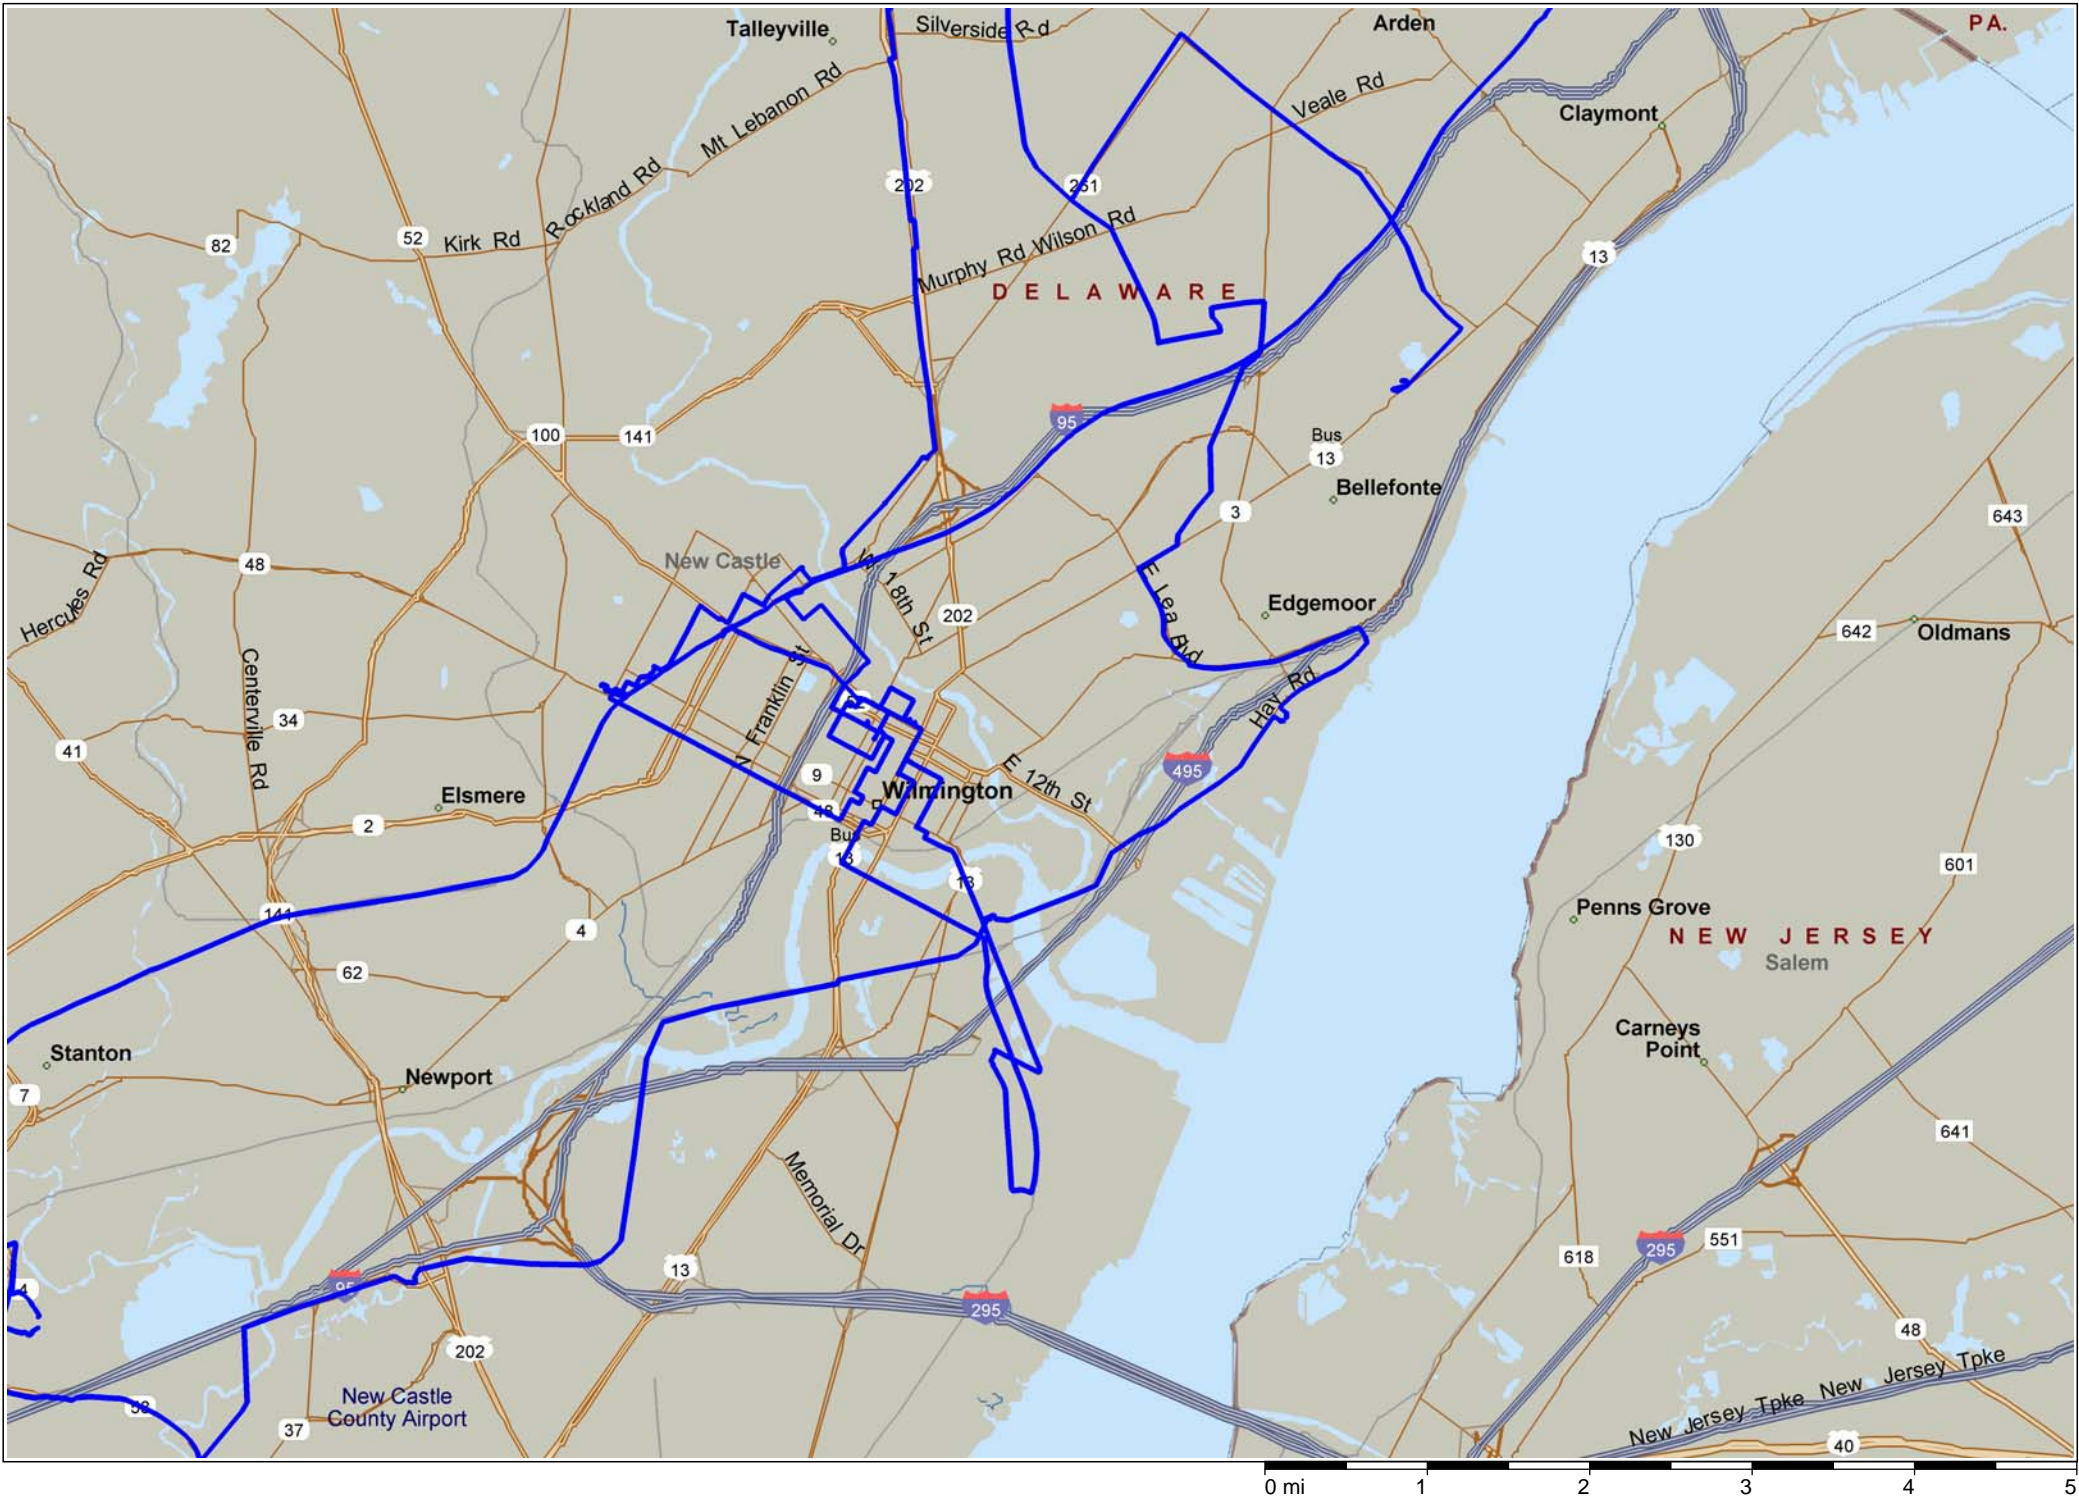 Talleyville
Silverside Rd
Arden
PA.
Mt Lebanon Rd
Veale Rd
Claymont
202
261
Rockland Rd
82
52
Kirk Rd
Murphy Rd Wilson Rd
13
DELAWARE
95
100
141
Bus
13
Bellefonte
3
643
48
New Castle
W 18th St
Hercules Rd
E Lea Blvd
Edgemoor
202
642
Oldmans
Centerville Rd
N Franklin St
52
Hay Rd
34
41
9
E 12th St
495
Elsmere
Wilmington
48
2
Bus
13
130
601
13
141
4
Penns Grove
NEW JERSEY
Salem
62
Carneys
Point
Stanton
Newport
7
641
Memorial Dr
618
295
551
13
4
95
295
48
202
New Castle
County Airport
58
37
New Jersey Tpke New Jersey Tpke
40
0 mi 1 2 3 4 5